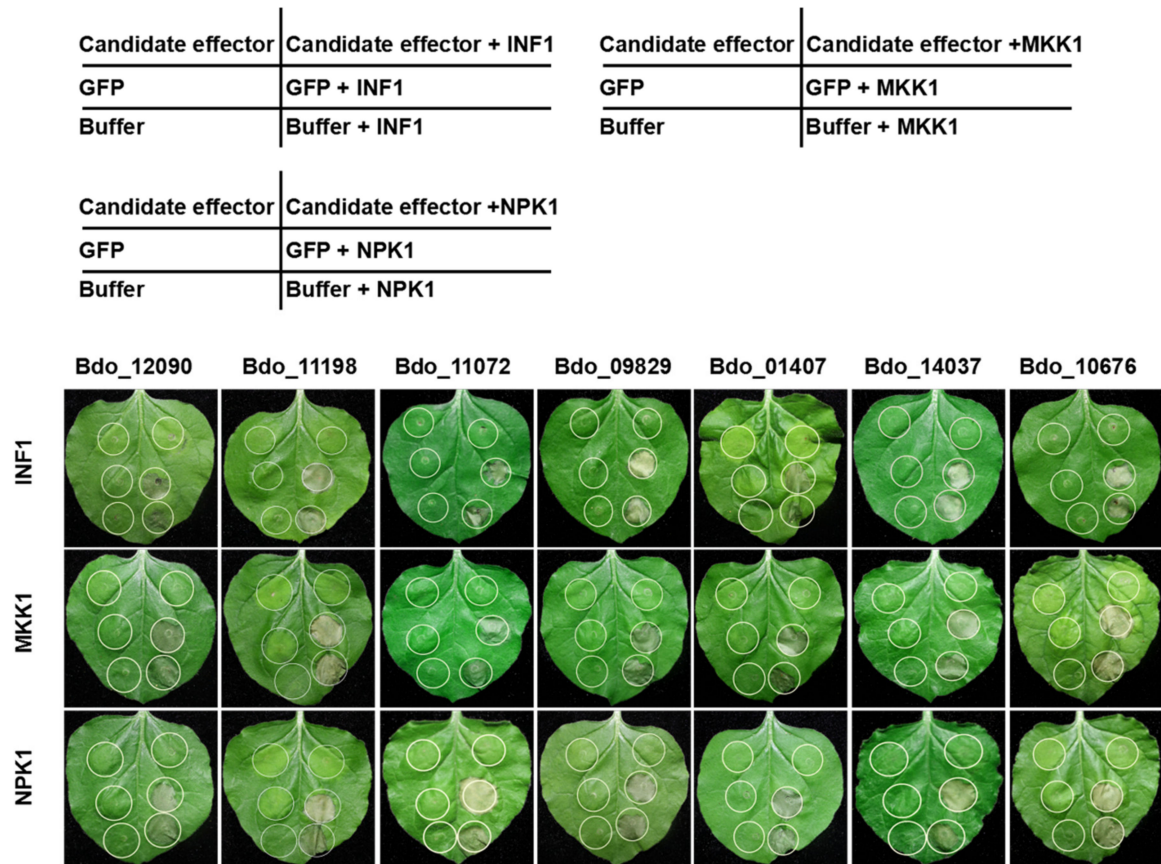 Candidate effector Candidate effector + INF1
GFP GFP + INF1
Buffer Buffer + INF1
Candidate effector Candidate effector +MKK1
GFP GFP + MKK1
Buffer Buffer + MKK1
Candidate effector Candidate effector +NPK1
GFP GFP + NPK1
Buffer Buffer + NPK1
Bdo_12090 Bdo_11198 Bdo_11072 Bdo_09829 Bdo_01407 Bdo_14037 Bdo_10676
INF1
MKK1
NPK1